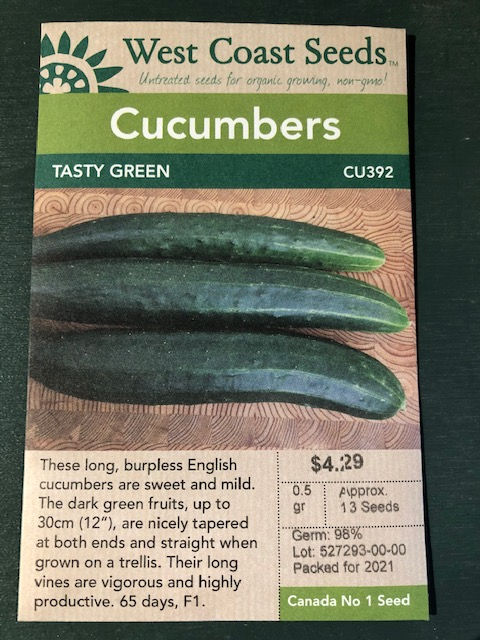 West Coast Seeds™
Untreated seeds for organic growing, non-gmo!
Cucumbers
TASTY GREEN CU392
These long, burpless English
cucumbers are sweet and mild.
The dark green fruits, up to
30cm (12"), are nicely tapered
at both ends and straight when
grown on a trellis. Their long
vines are vigorous and highly
productive. 65 days, F1.
$4.29
0.5 Approx.
gr 13 Seeds
Germ: 98%
Lot: 527293-00-00
Packed for 2021
Canada No 1 Seed